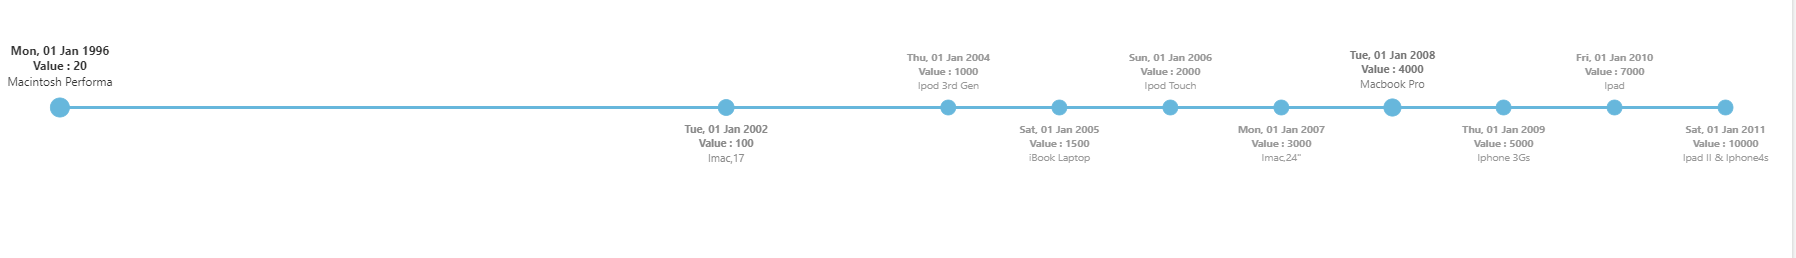 Mon, 01 Jan 1996
Value : 20
Macintosh Performa
Tue, 01 Jan 2002
Value : 100
Imac,17
Thu, 01 Jan 2004
Value : 1000
Ipod 3rd Gen
Sat, 01 Jan 2005
Value : 1500
iBook Laptop
Sun, 01 Jan 2006
Value : 2000
Ipod Touch
Mon, 01 Jan 2007
Value : 3000
Imac,24"
Tue, 01 Jan 2008
Value : 4000
Macbook Pro
Thu, 01 Jan 2009
Value : 5000
Iphone 3Gs
Fri, 01 Jan 2010
Value : 7000
Ipad
Sat, 01 Jan 2011
Value : 10000
Ipad II & Iphone4s